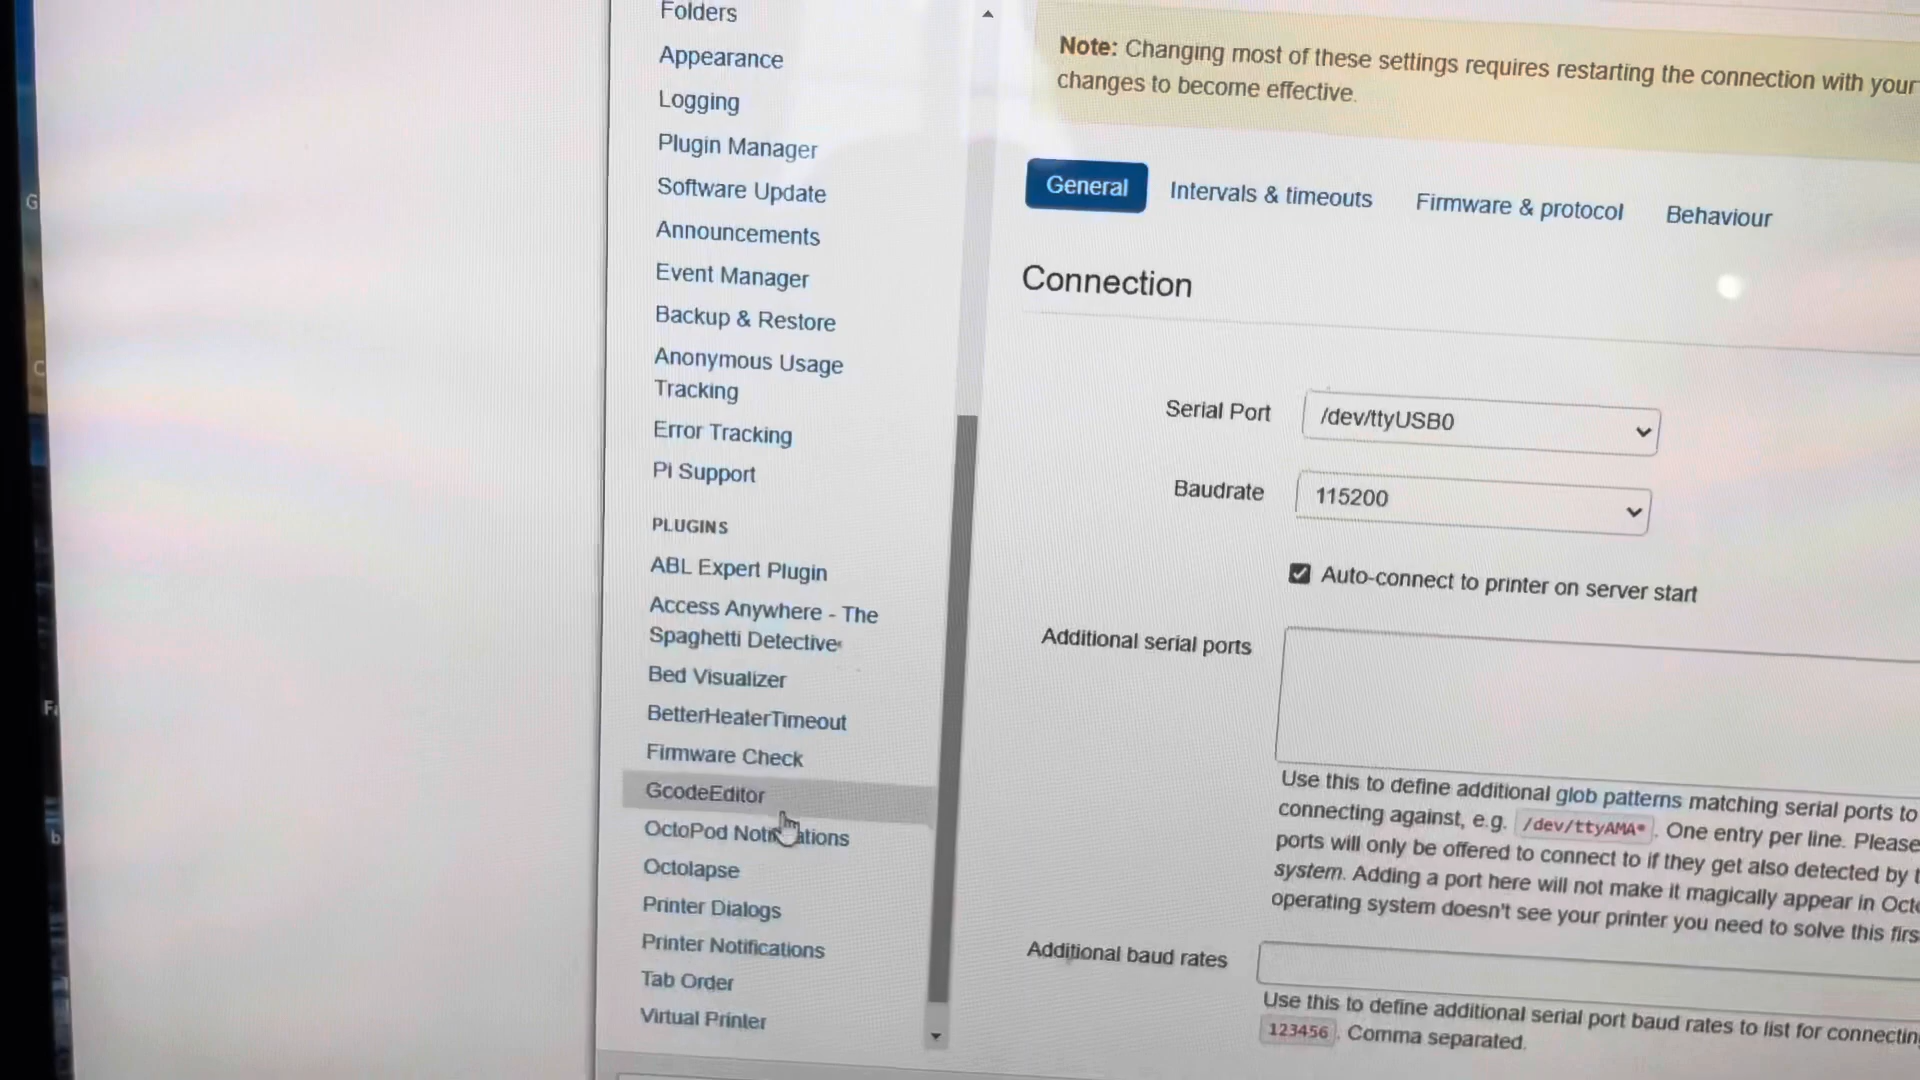 Folders
Appearance
Logging
Plugin Manager
Software Update
Announcements
Event Manager
Backup & Restore
Anonymous Usage
Tracking
Error Tracking
Pi Support
PLUGINS
ABL Expert Plugin
Access Anywhere - The
Spaghetti Detective
Bed Visualizer
BetterHeaterTimeout
Firmware Check
GcodeEditor
OctoPod Notifications
Octolapse
Printer Dialogs
Printer Notifications
Tab Order
Virtual Printer
Note: Changing most of these settings requires restarting the connection with your
changes to become effective.
General
Intervals & timeouts
Firmware & protocol
Behaviour
Connection
Serial Port
/dev/ttyUSB0
Baudrate
115200
Auto-connect to printer on server start
Additional serial ports
Use this to define additional glob patterns matching serial ports to
connecting against, e.g. /dev/ttyAMA*. One entry per line. Please
ports will only be offered to connect to if they get also detected by
system. Adding a port here will not make it magically appear in
operating system doesn't see your printer you need to solve this
Additional baud rates
Use this to define additional serial port baud rates to list for
123456. Comma separated.